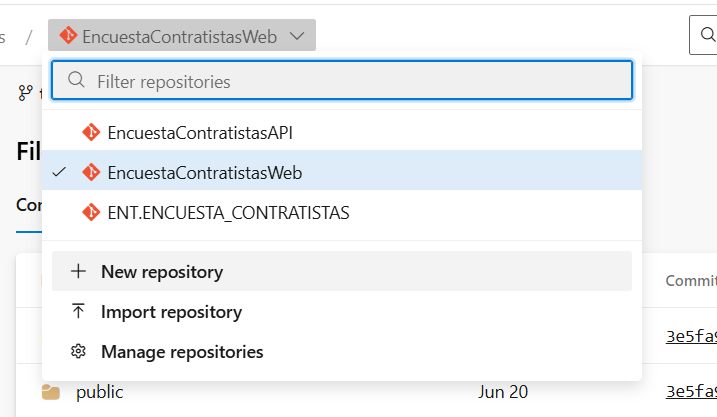 / EncuestaContratistasWeb
Filter repositories
Fil
EncuestaContratistasAPI
EncuestaContratistasWeb
Co
ENT.ENCUESTA_CONTRATISTAS
New repository
Commit
Import repository
3e5fa9
Manage repositories
public Jun 20 3e5fa9